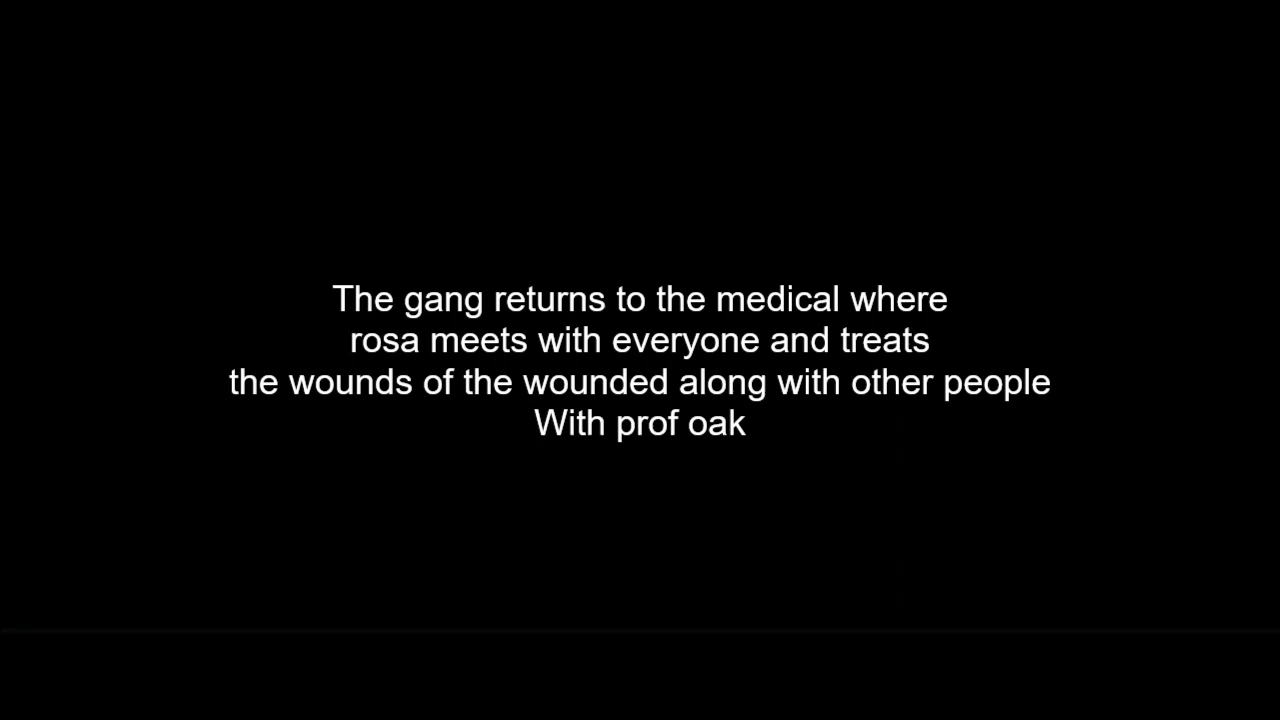 The gang returns to the medical where
rosa meets with everyone and treats
the wounds of the wounded along with other people
With prof oak